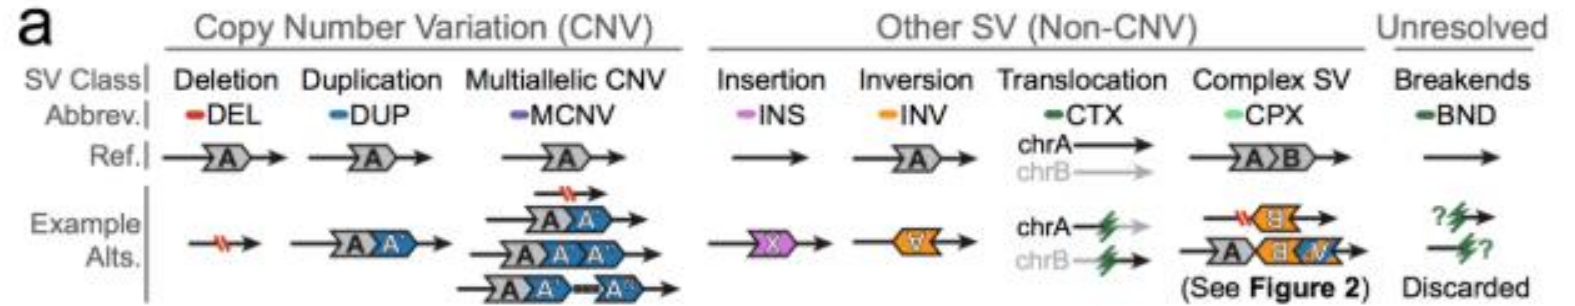 a
Copy Number Variation (CNV) Other SV (Non-CNV) Unresolved
SV Class Deletion Duplication Multiallelic CNV Insertion Inversion Translocation Complex SV Breakends
Abbrev. DEL DUP MCNV INS INV CTX CPX BND
Ref. A A A A chrA chrB A B
Example Alts. A A' A A' A A' A' A A' A'' X A chrA chrB B A B A' ? ?
(See Figure 2) Discarded